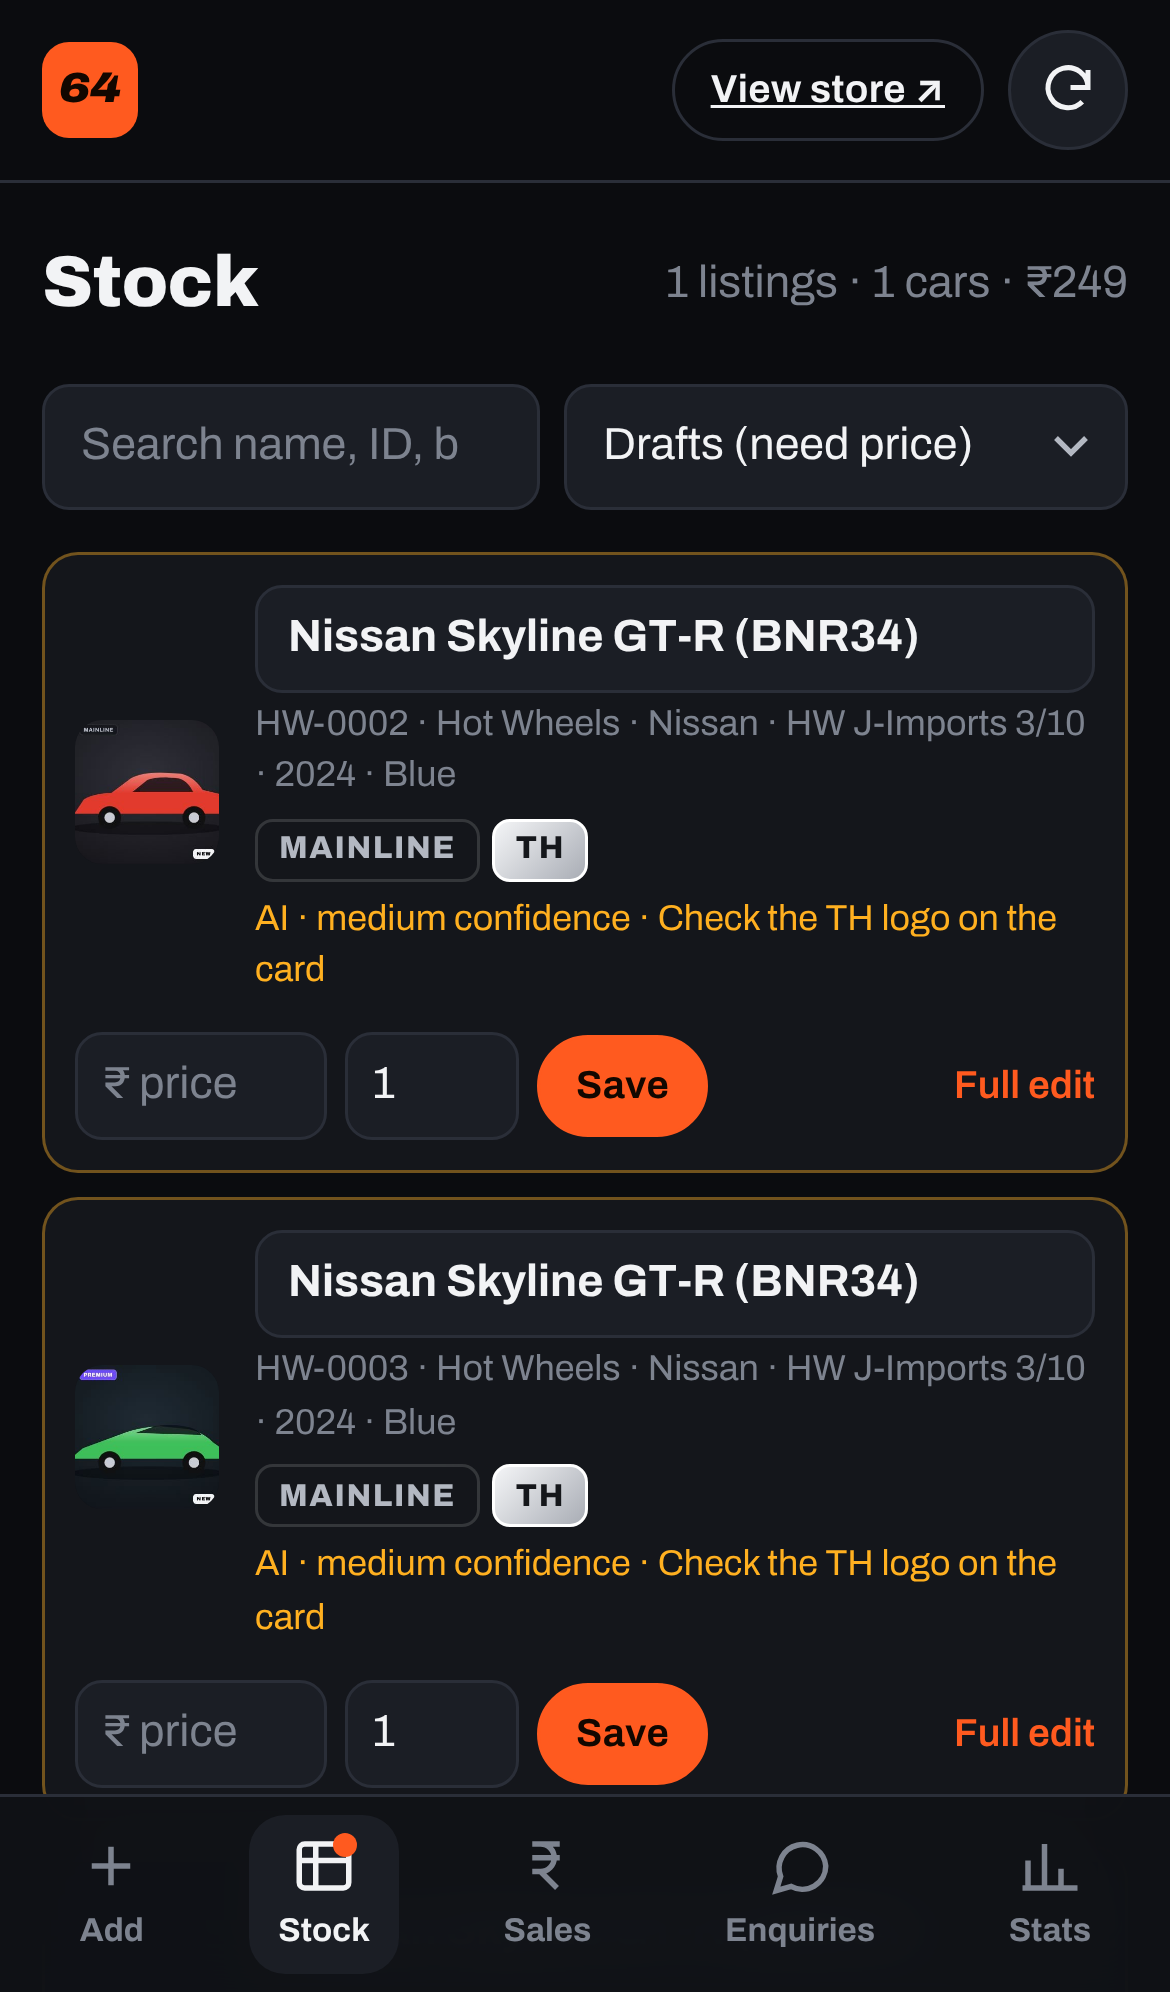 64
View store ↗
Stock
1 listings · 1 cars · ₹249
Search name, ID, b
Drafts (need price)
Nissan Skyline GT-R (BNR34)
HW-0002 · Hot Wheels · Nissan · HW J-Imports 3/10
· 2024 · Blue
MAINLINE
MAINLINE TH
NEW
AI · medium confidence · Check the TH logo on the
card
₹ price 1 Save Full edit
Nissan Skyline GT-R (BNR34)
HW-0003 · Hot Wheels · Nissan · HW J-Imports 3/10
· 2024 · Blue
PREMIUM
MAINLINE TH
NEW
AI · medium confidence · Check the TH logo on the
card
₹ price 1 Save Full edit
₹
Add Stock Sales Enquiries Stats